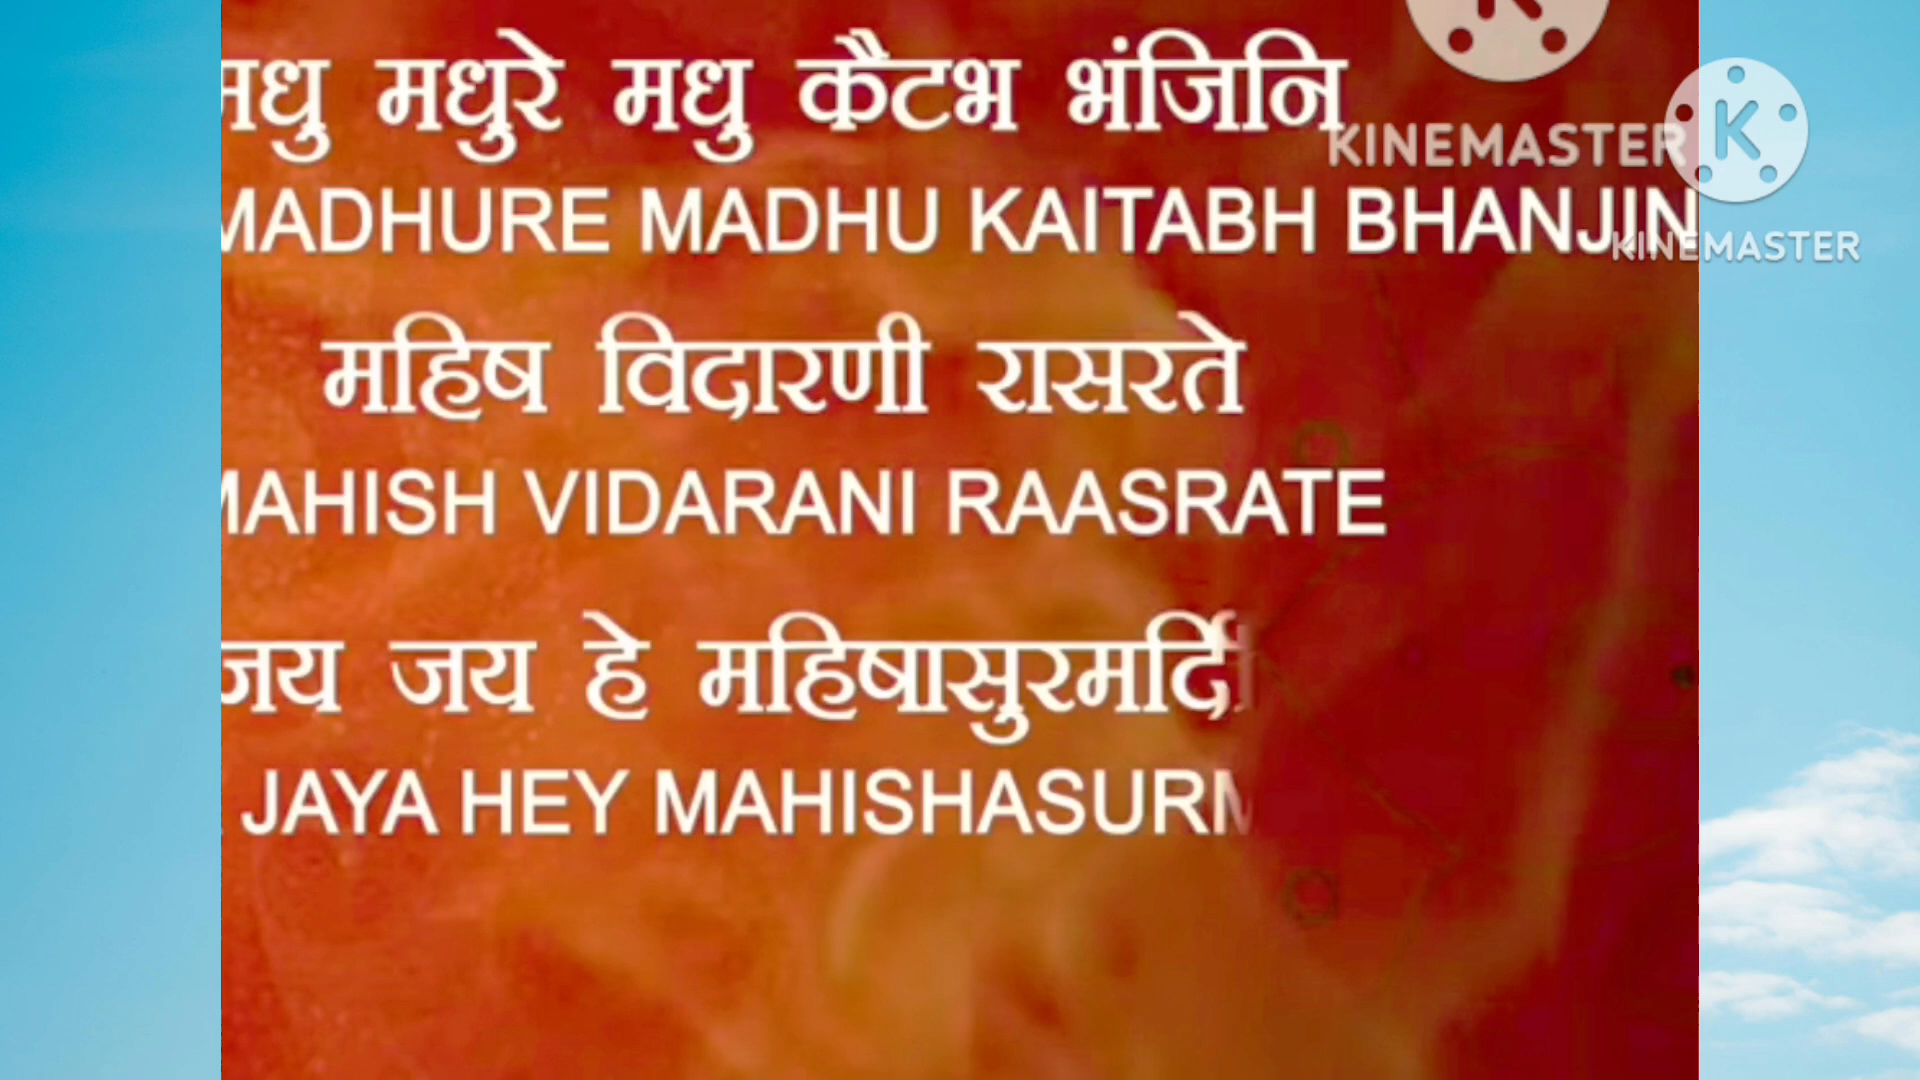 मधु मधुरे मधु कैटभ भंजिनि
KINEMASTER
KINEMASTER
MADHURE MADHU KAITABH BHANJIN
महिष विदारणी रासरते
MAHISH VIDARANI RAASRATE
जय जय हे महिषासुरमर्दि
JAYA HEY MAHISHASURM